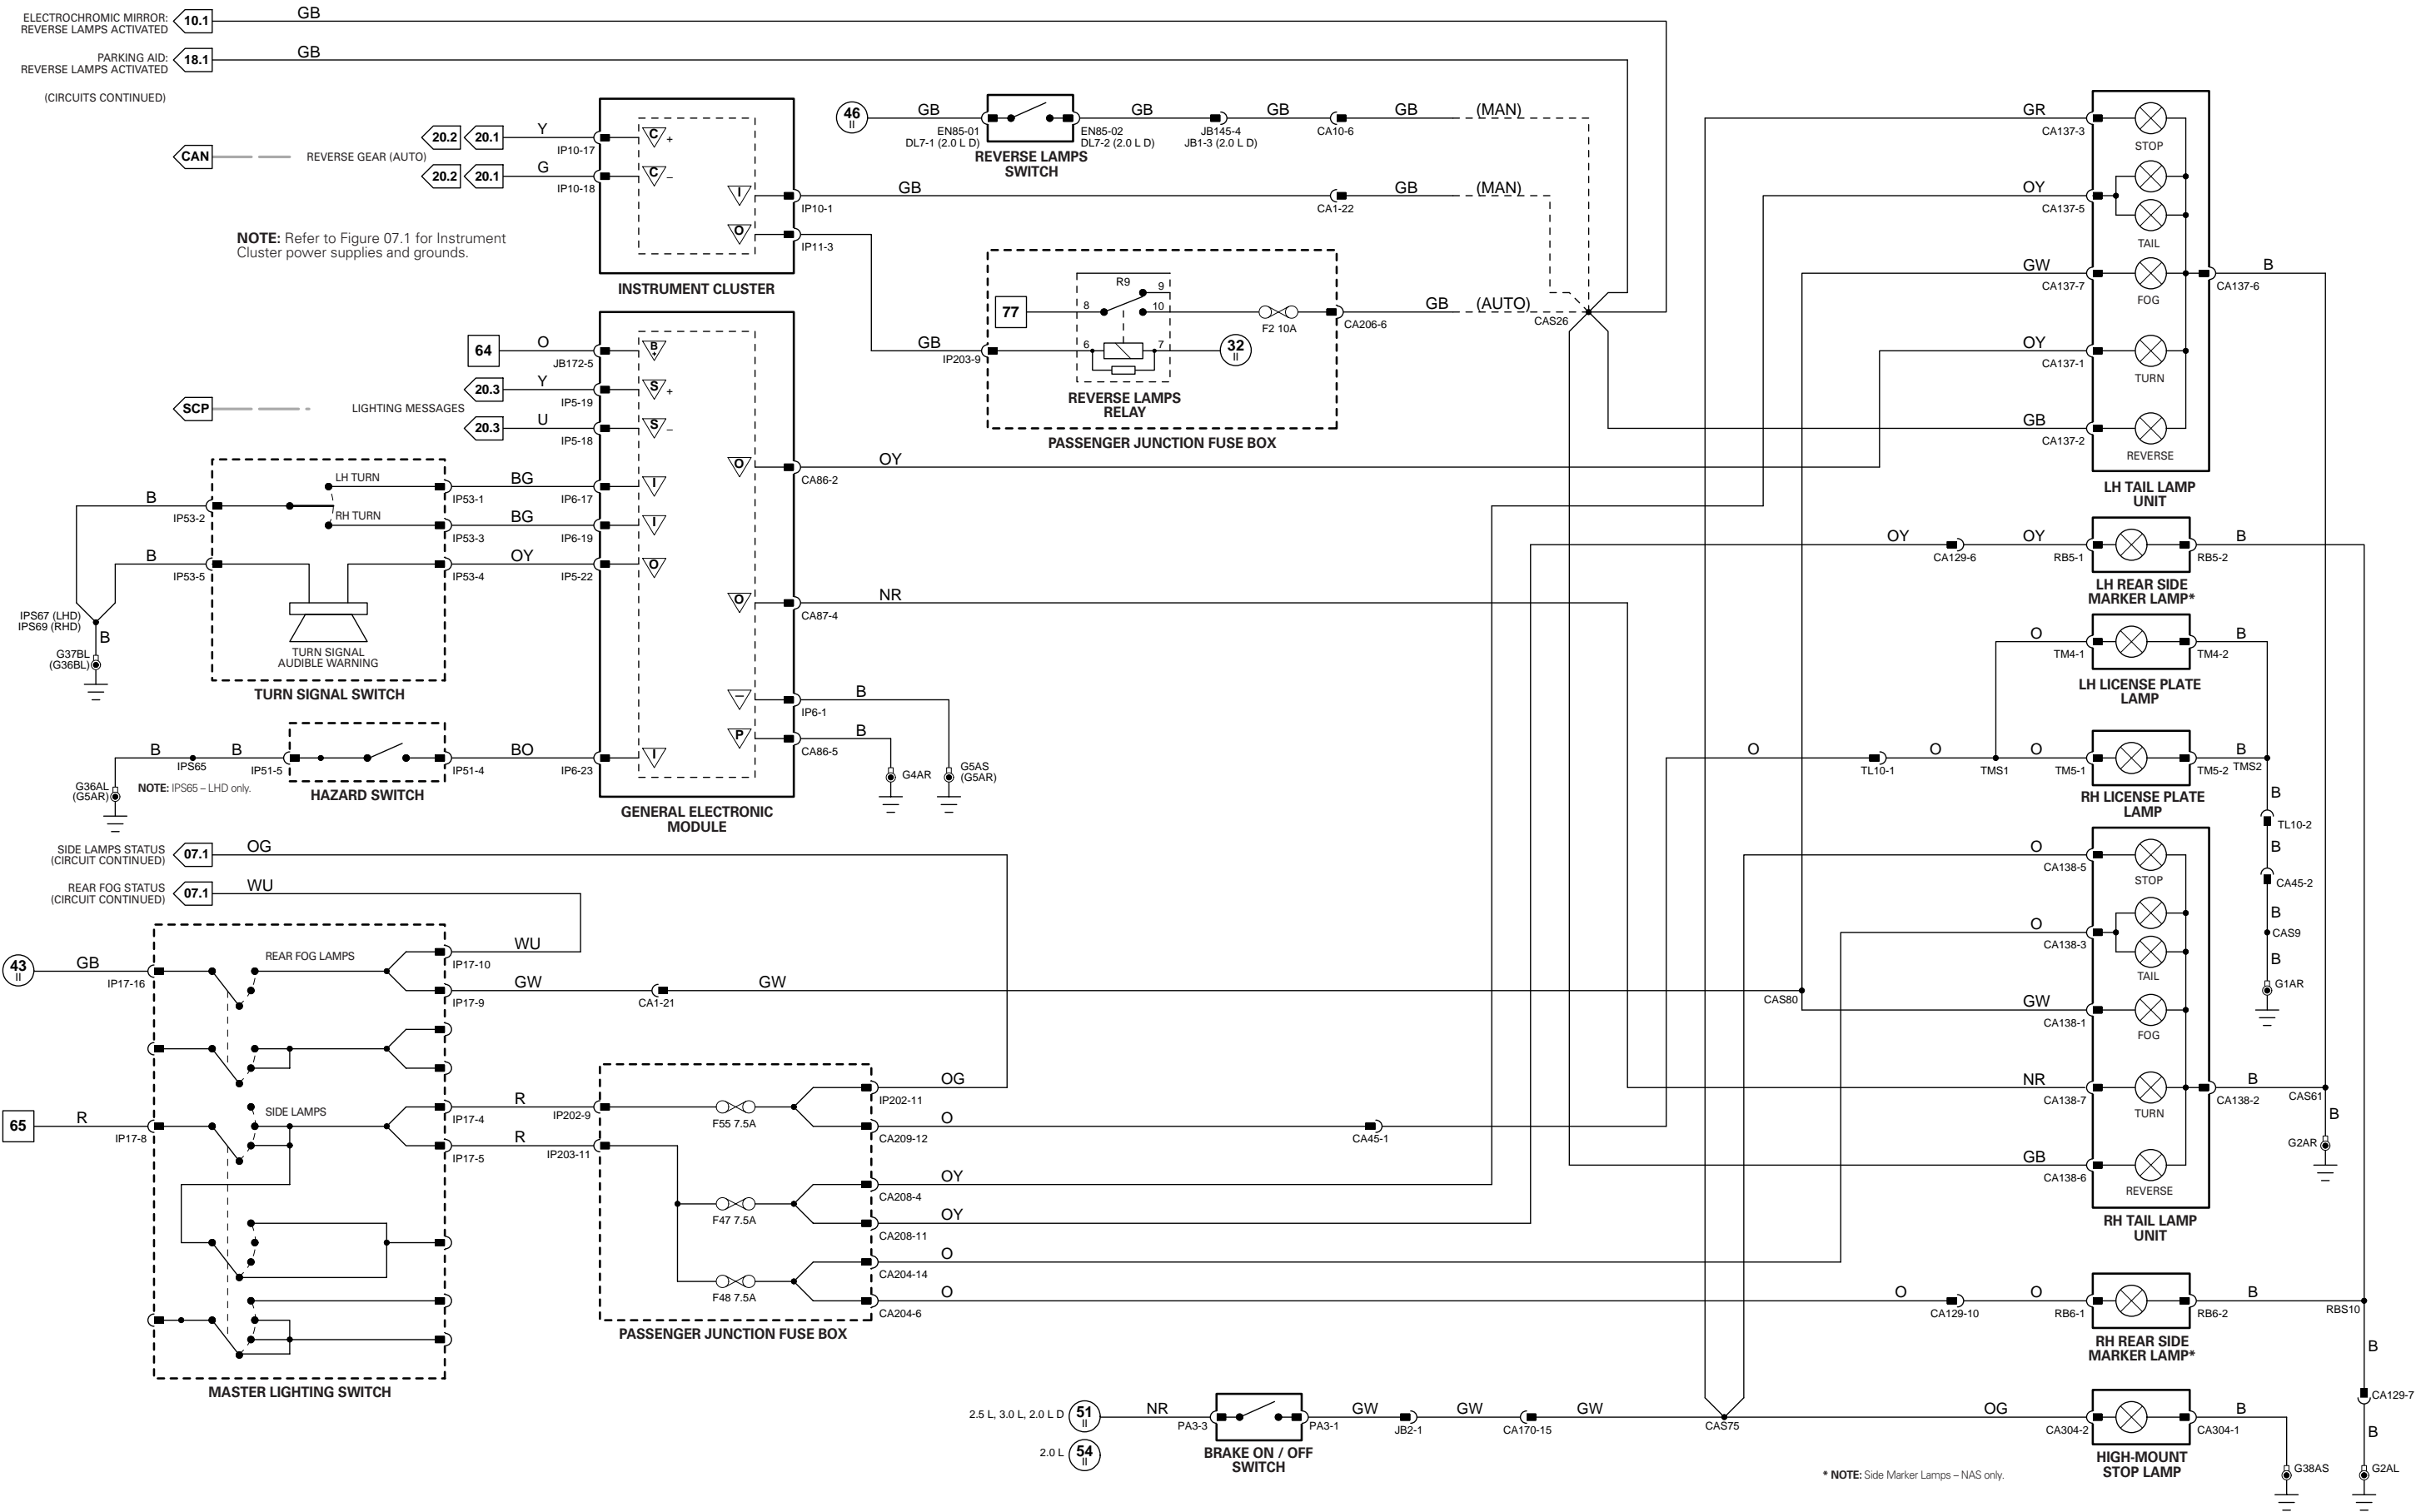 ELECTROCHROMIC MIRROR:
REVERSE LAMPS ACTIVATED
10.1
GB
PARKING AID:
REVERSE LAMPS ACTIVATED
18.1
GB
(CIRCUITS CONTINUED)
20.2
20.1
Y
IP10-17
CAN
REVERSE GEAR (AUTO)
20.2
20.1
G
IP10-18
C
+
C
–
I
O
IP10-1
IP11-3
GB
NOTE: Refer to Figure 07.1 for Instrument
Cluster power supplies and grounds.
INSTRUMENT CLUSTER
46
II
GB
EN85-01
DL7-1 (2.0 L D)
EN85-02
DL7-2 (2.0 L D)
REVERSE LAMPS
SWITCH
GB
JB145-4
JB1-3 (2.0 L D)
GB
CA10-6
GB
(MAN)
CA1-22
GB
(MAN)
R9
77
8
9
10
F2 10A
CA206-6
GB
(AUTO)
CAS26
GB
IP203-9
6
7
32
II
REVERSE LAMPS
RELAY
PASSENGER JUNCTION FUSE BOX
64
O
JB172-5
B
+
20.3
Y
IP5-19
S
+
SCP
LIGHTING MESSAGES
20.3
U
IP5-18
S
–
O
CA86-2
OY
LH TURN
IP53-1
BG
IP6-17
I
B
IP53-2
RH TURN
IP53-3
BG
IP6-19
I
B
IP53-5
IP53-4
OY
IP5-22
O
O
CA87-4
NR
IPS67 (LHD)
IPS69 (RHD)
B
G37BL
(G36BL)
TURN SIGNAL
AUDIBLE WARNING
TURN SIGNAL SWITCH
–
IP6-1
B
P
CA86-5
B
G4AR
G5AS
(G5AR)
B
IPS65
B
IP51-5
IP51-4
BO
IP6-23
I
G36AL
(G5AR)
NOTE: IPS65 – LHD only.
HAZARD SWITCH
GENERAL ELECTRONIC
MODULE
SIDE LAMPS STATUS
(CIRCUIT CONTINUED)
07.1
OG
REAR FOG STATUS
(CIRCUIT CONTINUED)
07.1
WU
43
II
GB
IP17-16
REAR FOG LAMPS
IP17-10
WU
IP17-9
GW
CA1-21
GW
CAS80
65
R
IP17-8
SIDE LAMPS
IP17-4
R
IP202-9
IP17-5
R
IP203-11
MASTER LIGHTING SWITCH
F55 7.5A
IP202-11
OG
CA209-12
O
CA45-1
F47 7.5A
CA208-4
OY
CA208-11
OY
F48 7.5A
CA204-14
O
CA204-6
O
PASSENGER JUNCTION FUSE BOX
2.5 L, 3.0 L, 2.0 L D
51
II
NR
PA3-3
PA3-1
GW
JB2-1
GW
CA170-15
GW
CAS75
2.0 L
54
II
BRAKE ON / OFF
SWITCH
GR
CA137-3
STOP
OY
CA137-5
TAIL
GW
CA137-7
FOG
CA137-6
B
OY
CA137-1
TURN
GB
CA137-2
REVERSE
LH TAIL LAMP
UNIT
OY
CA129-6
OY
RB5-1
RB5-2
B
LH REAR SIDE
MARKER LAMP*
O
TM4-1
TM4-2
B
LH LICENSE PLATE
LAMP
O
TL10-1
O
TMS1
O
TM5-1
TM5-2
B
TMS2
RH LICENSE PLATE
LAMP
B
TL10-2
B
CA45-2
B
CAS9
B
G1AR
O
CA138-5
STOP
O
CA138-3
TAIL
GW
CA138-1
FOG
NR
CA138-7
TURN
CA138-2
B
CAS61
B
G2AR
GB
CA138-6
REVERSE
RH TAIL LAMP
UNIT
O
CA129-10
O
RB6-1
RB6-2
B
RBS10
RH REAR SIDE
MARKER LAMP*
B
CA129-7
B
G2AL
OG
CA304-2
CA304-1
B
G38AS
HIGH-MOUNT
STOP LAMP
* NOTE: Side Marker Lamps – NAS only.